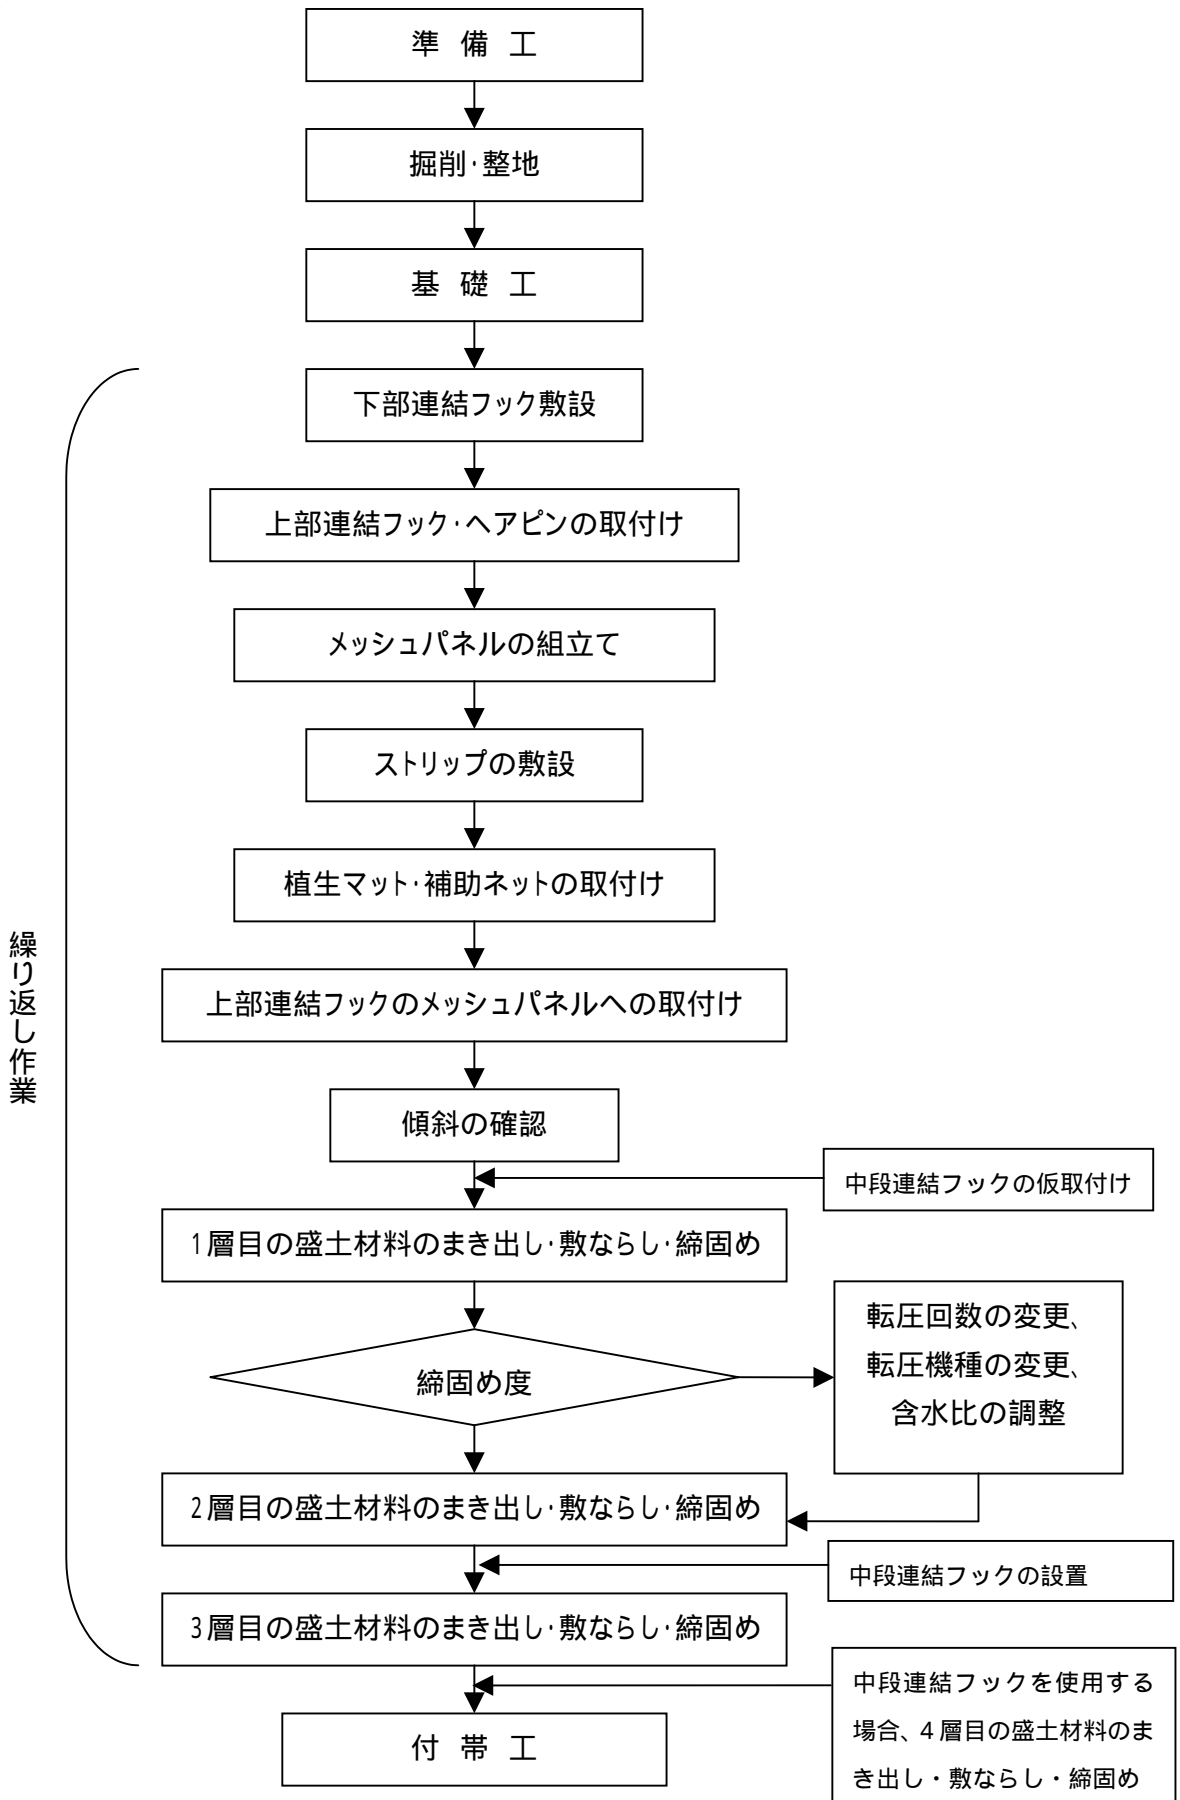 準 備 工
掘削･整地
基 礎 工
下部連結フック敷設
上部連結フック･ヘアピンの取付け
メッシュパネルの組立て
ストリップの敷設
植生マット･補助ネットの取付け
繰り返し作業
上部連結フックのメッシュパネルへの取付け
傾斜の確認
中段連結フックの仮取付け
1層目の盛土材料のまき出し･敷ならし･締固め
転圧回数の変更、
転圧機種の変更、
含水比の調整
締固め度
2層目の盛土材料のまき出し･敷ならし･締固め
中段連結フックの設置
3層目の盛土材料のまき出し･敷ならし･締固め
中段連結フックを使用する
場合、4層目の盛土材料のま
き出し・敷ならし・締固め
付 帯 工